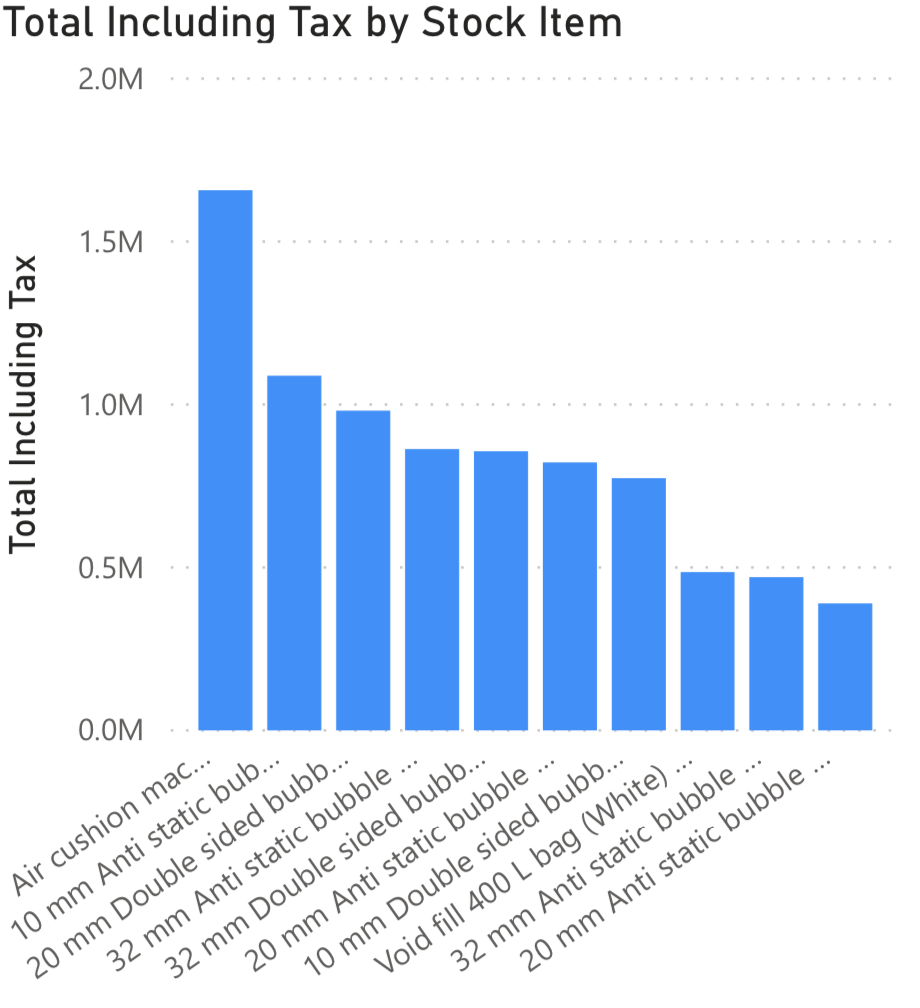 Total Including Tax by Stock Item
2.0M
1.5M
1.0M
0.5M
0.0M
Total Including Tax
Air cushion mac...
10 mm Anti static bub...
20 mm Double sided bubb...
32 mm Anti static bubble ...
32 mm Double sided bubb...
20 mm Anti static bubble ...
10 mm Double sided bubb...
Void fill 400 L bag (White) ...
32 mm Anti static bubble ...
20 mm Anti static bubble ...